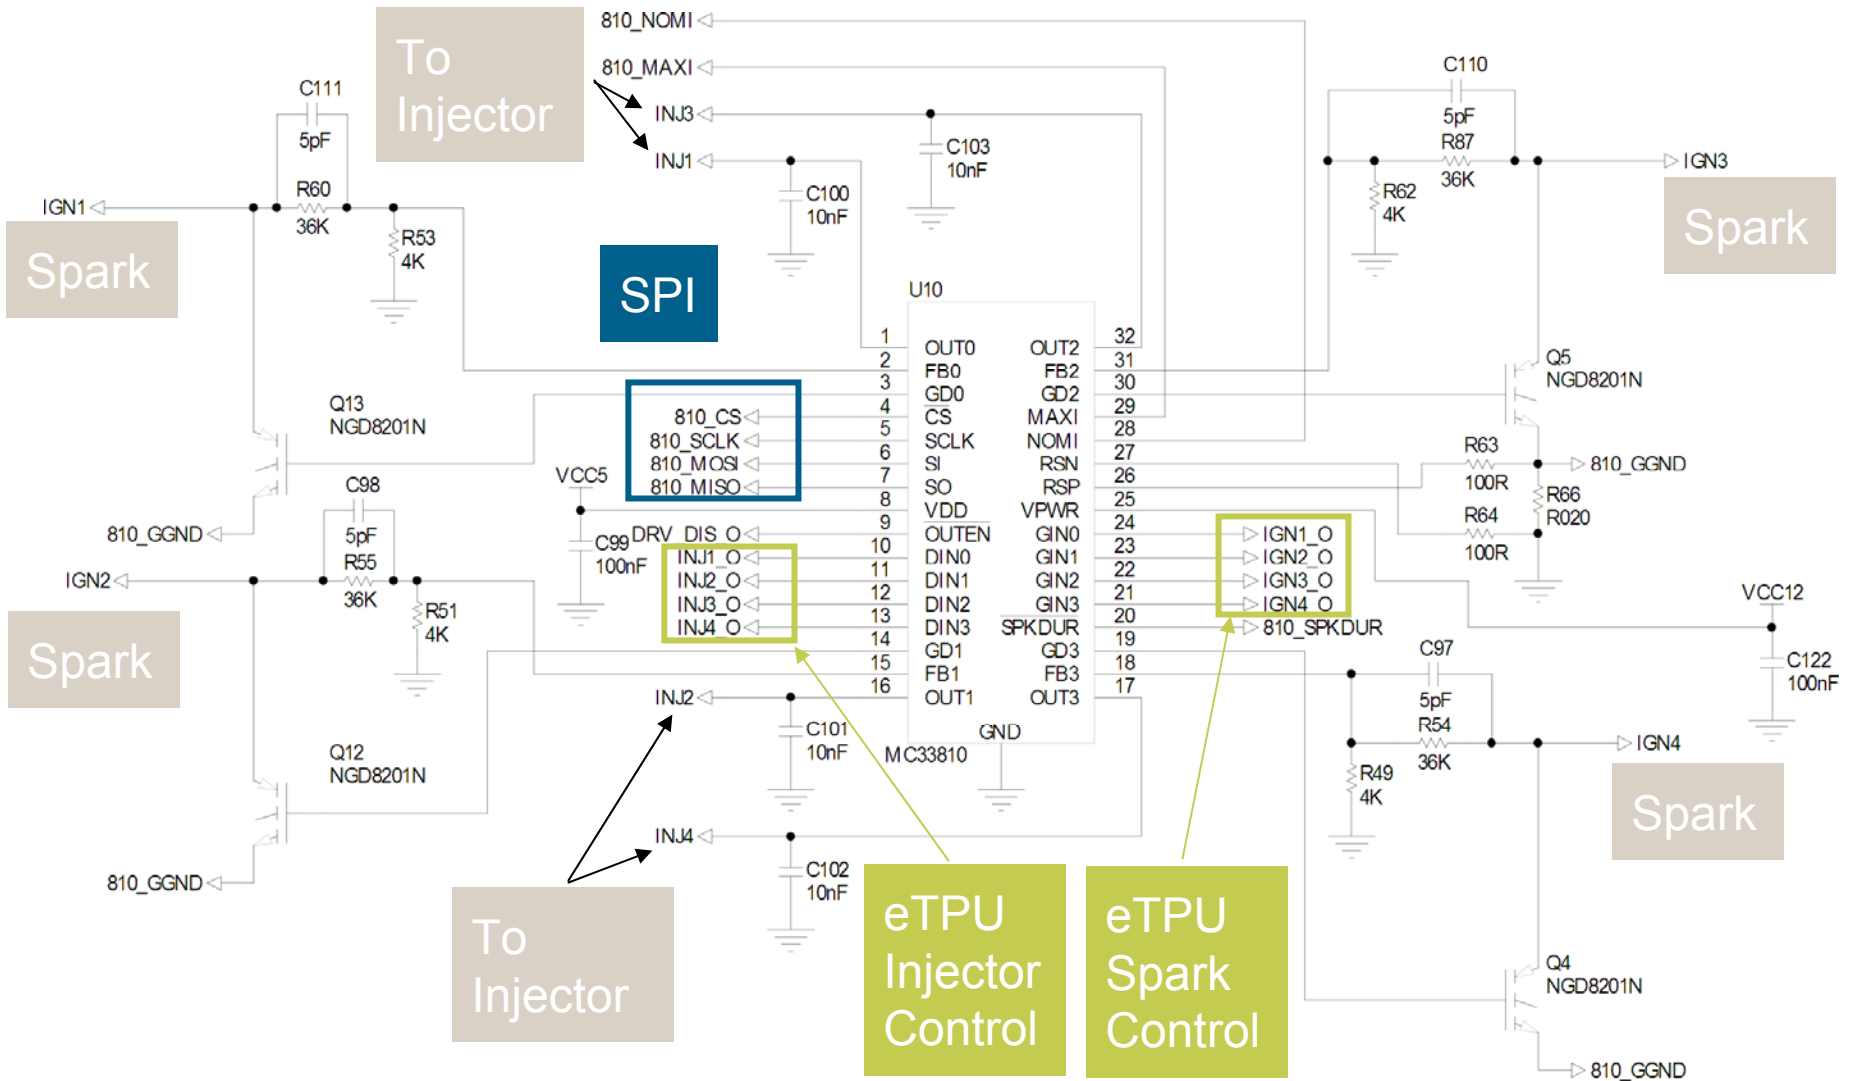 To
Injector
810_NOMI
810_MAXI
INJ3
INJ1
C103
10nF
C100
10nF
C111
5pF
R60
36K
IGN1
R53
4K
Spark
C110
5pF
R87
36K
R62
4K
IGN3
Spark
SPI
U10
1 OUT0
2 FB0
3 GD0
4 CS
5 SCLK
6 SI
7 SO
8 VDD
9 OUTEN
10 DIN0
11 DIN1
12 DIN2
13 DIN3
14 GD1
15 FB1
16 OUT1
32 OUT2
31 FB2
30 GD2
29 MAXI
28 NOMI
27 RSN
26 RSP
25 VPWR
24 GIN0
23 GIN1
22 GIN2
21 GIN3
20 SPKDUR
19 GD3
18 FB3
17 OUT3
GND
MC33810
810_CS
810_SCLK
810_MOSI
810_MISO
VCC5
C99
100nF
DRV_DIS_O
INJ1_O
INJ2_O
INJ3_O
INJ4_O
IGN1_O
IGN2_O
IGN3_O
IGN4_O
810_SPKDUR
Q13
NGD8201N
810_GGND
C98
5pF
R55
36K
IGN2
R51
4K
Spark
Q12
NGD8201N
810_GGND
Q5
NGD8201N
R63
100R
810_GGND
R66
R020
R64
100R
VCC12
C122
100nF
C97
5pF
R54
36K
R49
4K
IGN4
Spark
INJ2
C101
10nF
INJ4
C102
10nF
To
Injector
eTPU
Injector
Control
eTPU
Spark
Control
Q4
NGD8201N
810_GGND